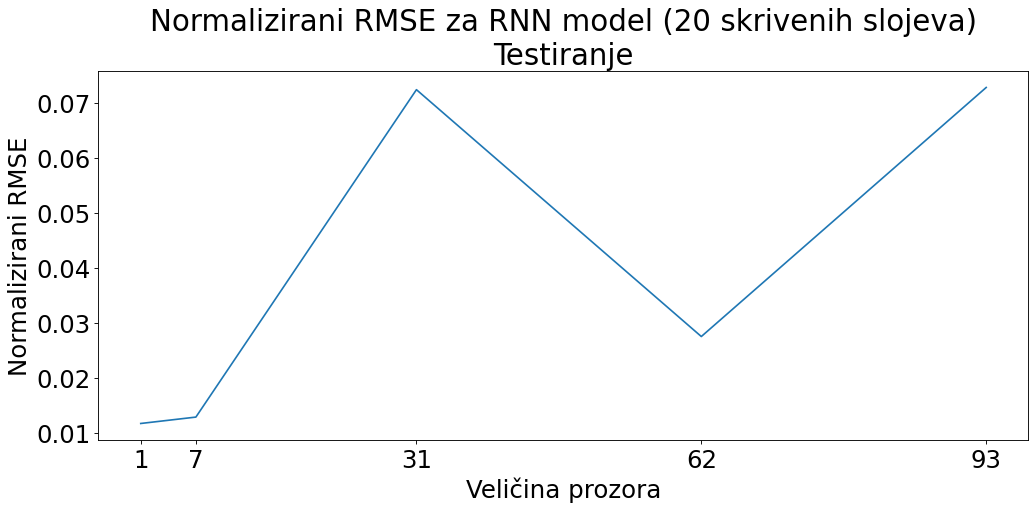 Normalizirani RMSE za RNN model (20 skrivenih slojeva)
Testiranje
Normalizirani RMSE
0.07
0.06
0.05
0.04
0.03
0.02
0.01
1 7 31 62 93
Veličina prozora